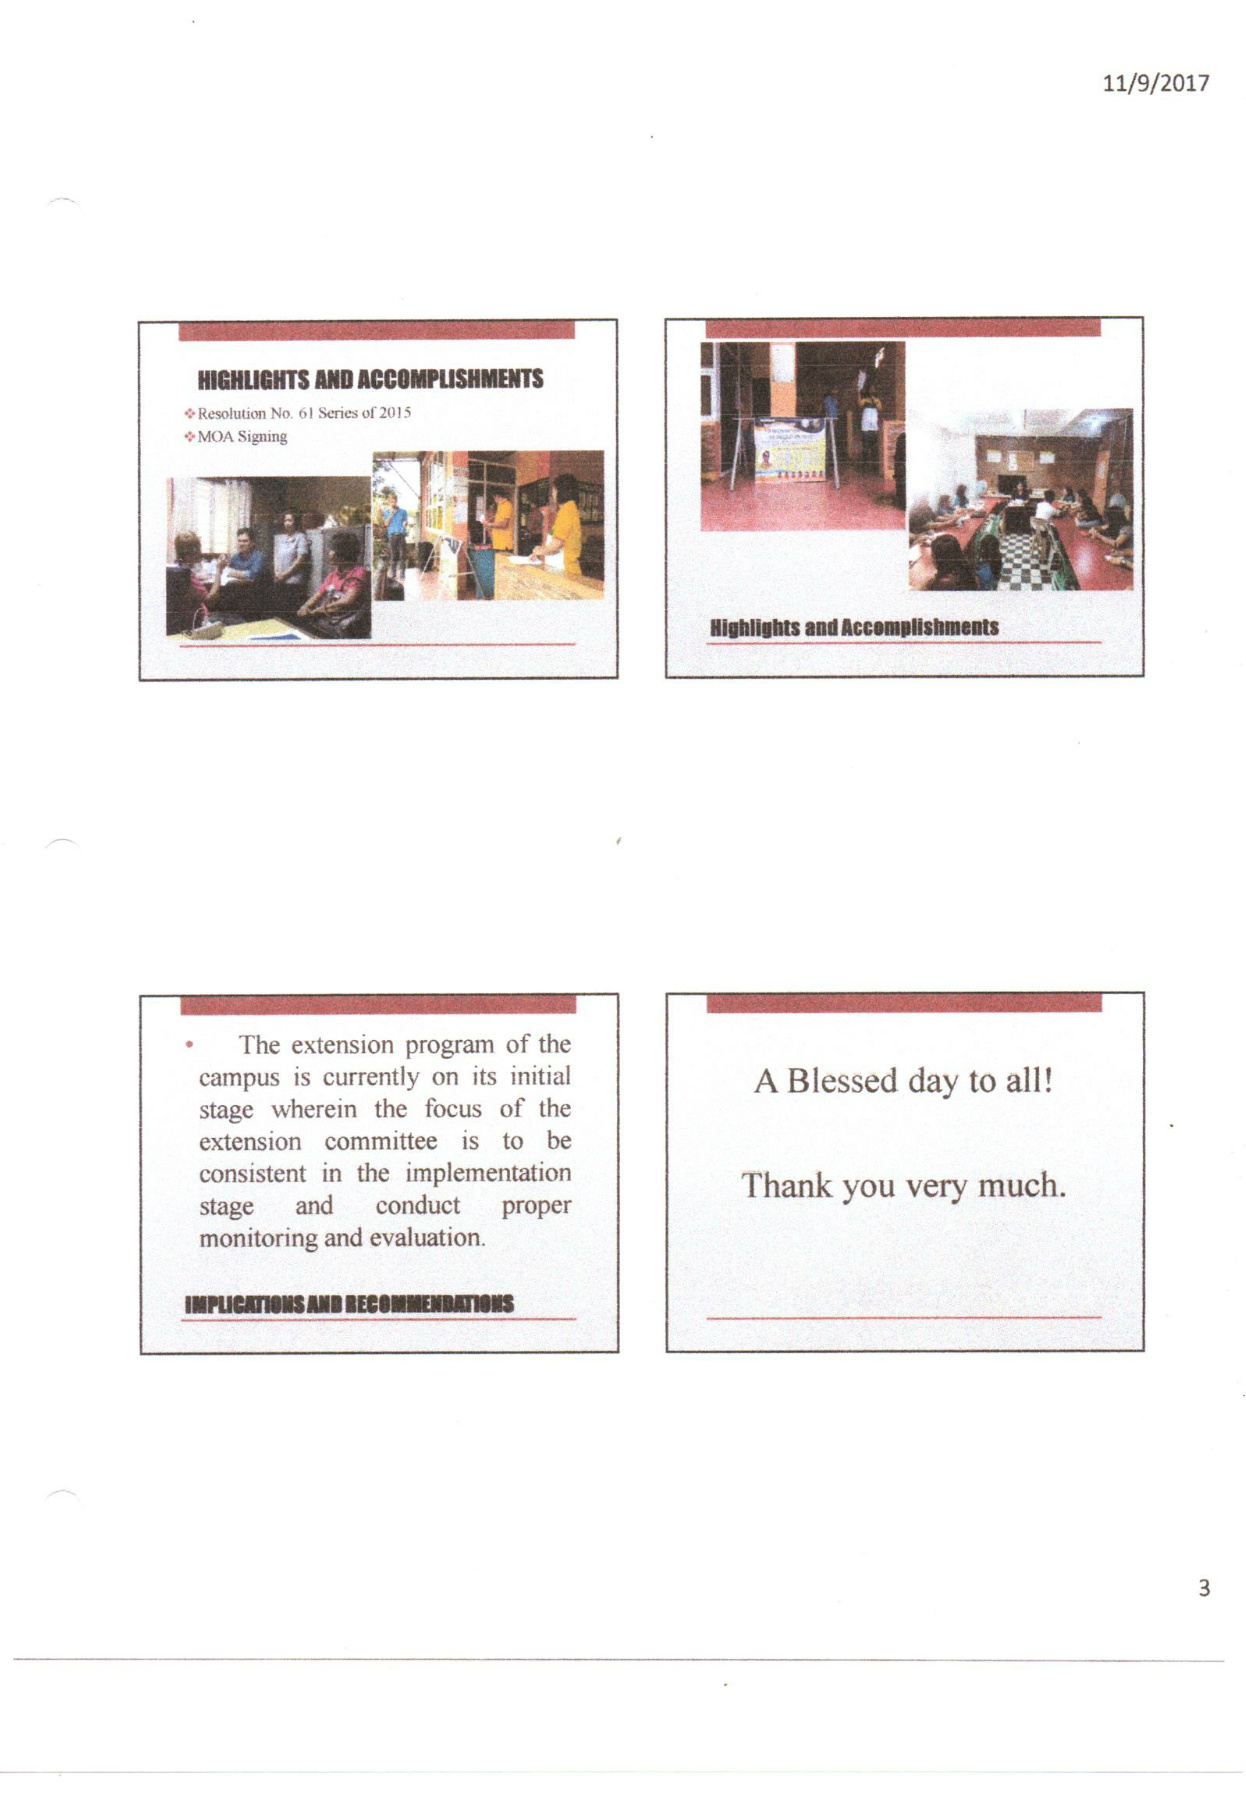 11/9/2017
HIGHLIGHTS AND ACCOMPLISHMENTS
❖Resolution No. 61 Series of 2015
❖MOA Signing
Highlights and Accomplishments
• The extension program of the
campus is currently on its initial
stage wherein the focus of the
extension committee is to be
consistent in the implementation
stage and conduct proper
monitoring and evaluation.
IMPLICATIONS AND RECOMMENDATIONS
A Blessed day to all!
Thank you very much.
3